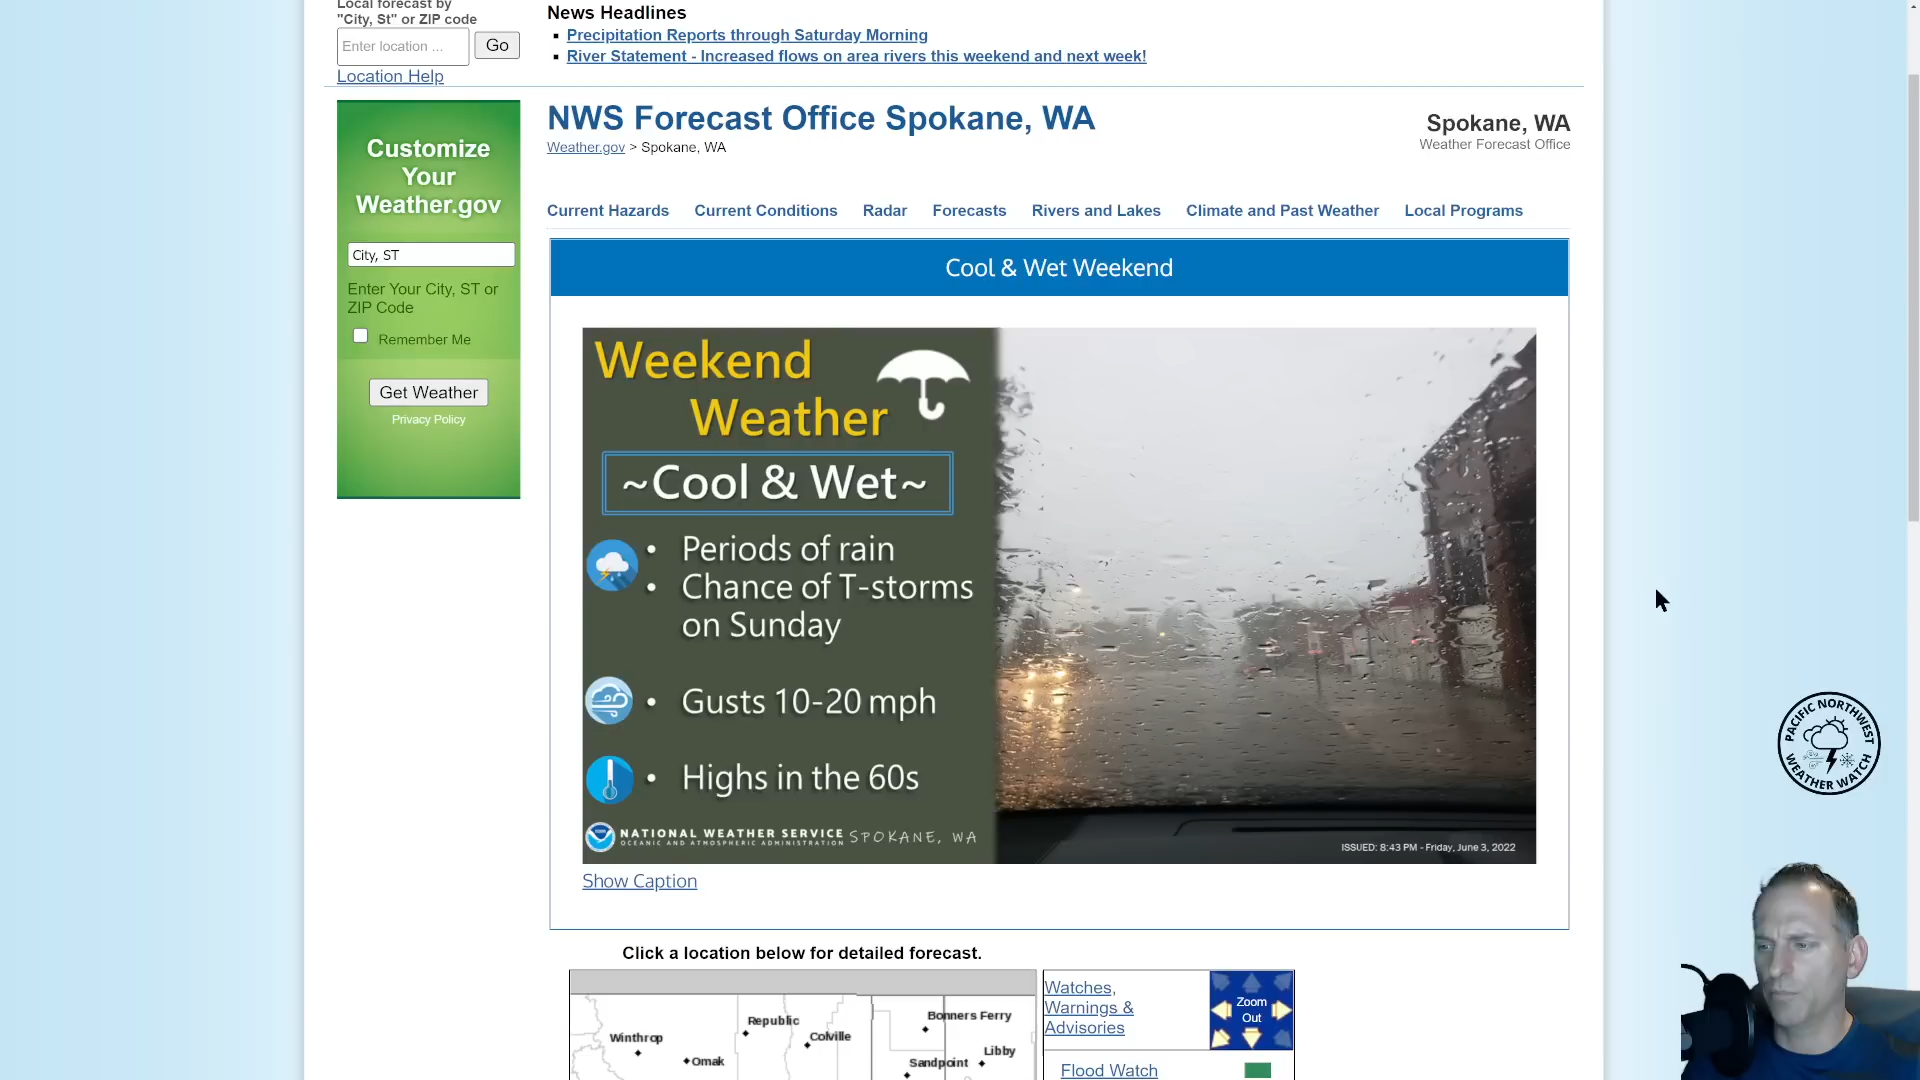 Local forecast by
"City, St" or ZIP code
Enter location ...
Go
Location Help
News Headlines
Precipitation Reports through Saturday Morning
River Statement - Increased flows on area rivers this weekend and next week!
Customize
Your
Weather.gov
City, ST
Enter Your City, ST or
ZIP Code
Remember Me
Get Weather
Privacy Policy
NWS Forecast Office Spokane, WA
Weather.gov > Spokane, WA
Spokane, WA
Weather Forecast Office
Current Hazards Current Conditions Radar Forecasts Rivers and Lakes Climate and Past Weather Local Programs
Cool & Wet Weekend
Weekend
Weather
~Cool & Wet~
• Periods of rain
• Chance of T-storms
on Sunday
• Gusts 10-20 mph
• Highs in the 60s
NATIONAL WEATHER SERVICE SPOKANE, WA
OCEANIC AND ATMOSPHERIC ADMINISTRATION
ISSUED: 8:43 PM - Friday, June 3, 2022
Show Caption
PACIFIC NORTHWEST
WEATHER WATCH
Click a location below for detailed forecast.
Winthrop
Omak
Republic
Colville
Bonners Ferry
Sandpoint
Libby
Watches,
Warnings &
Advisories
Zoom
Out
Flood Watch